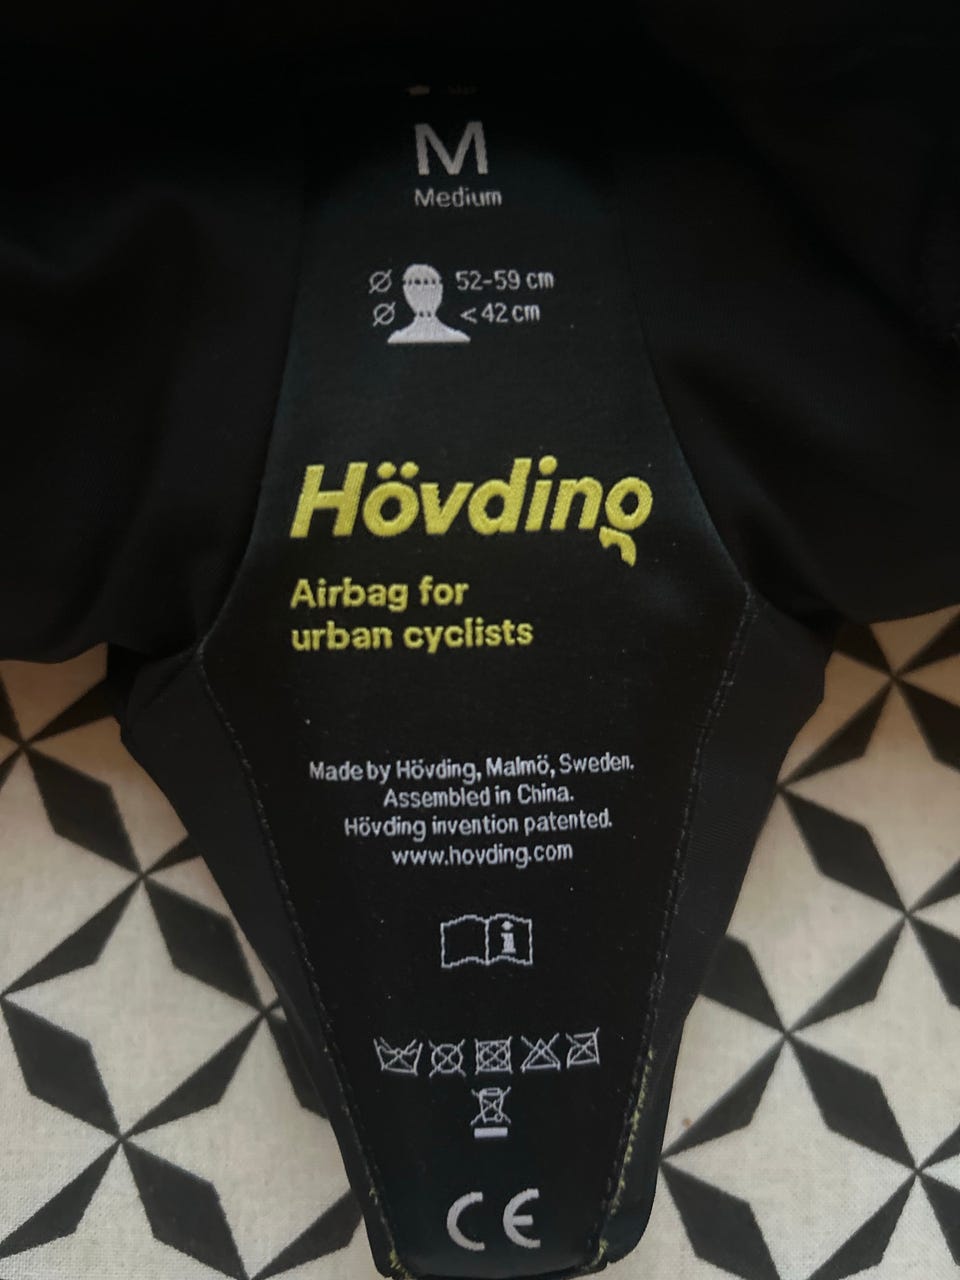 M
Medium
Ø 52-59 cm
Ø <42 cm
Hövding
Airbag for
urban cyclists
Made by Hövding, Malmö, Sweden.
Assembled in China.
Hövding invention patented.
www.hovding.com
i
CE